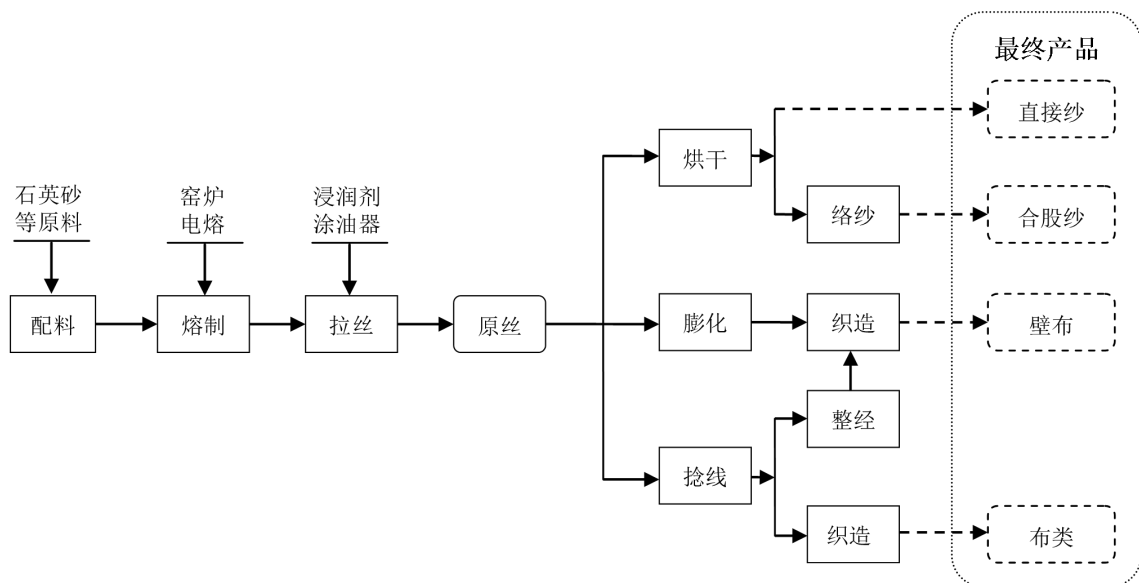 最终产品
直接纱
烘干
石英砂
等原料
窑炉
电熔
浸润剂
涂油器
络纱
合股纱
配料
熔制
拉丝
原丝
膨化
织造
壁布
整经
捻线
织造
布类